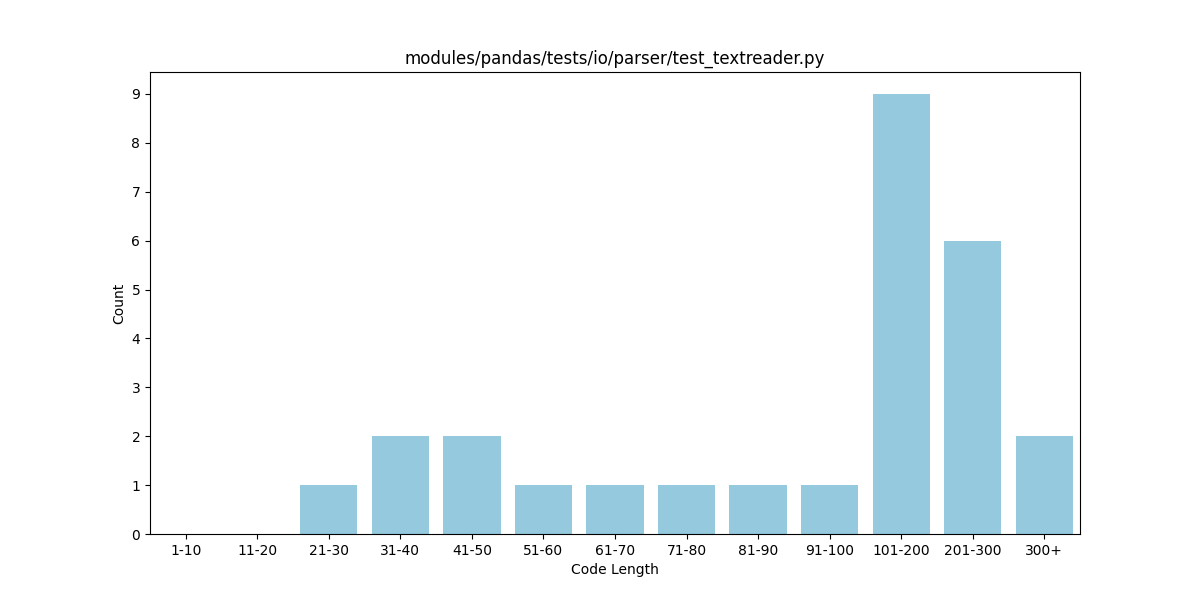 modules/pandas/tests/io/parser/test_textreader.py
9
8
7
6
5
4
3
2
1
0
Count
1-10 11-20 21-30 31-40 41-50 51-60 61-70 71-80 81-90 91-100 101-200 201-300 300+
Code Length